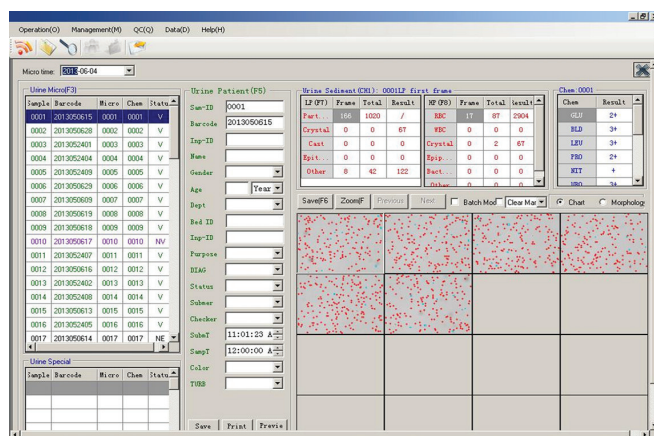 Operation(O) Management(M) QC(Q) Data(D) Help(H)
Micro time: 2013-06-04
Urine Micro(F3)
Sample Barcode Micro Chem Statu
0001 2013050615 0001 0001 V
0002 2013050628 0002 0002 V
0003 2013052401 0003 0003 V
0004 2013052404 0004 0004 V
0005 2013052409 0005 0005 V
0006 2013050629 0006 0006 V
0007 2013050609 0007 0007 V
0008 2013050619 0008 0008 V
0009 2013050618 0009 0009 V
0010 2013050617 0010 0010 NV
0011 2013052407 0011 0011 V
0012 2013050616 0012 0012 V
0013 2013052402 0013 0013 V
0014 2013052408 0014 0014 V
0015 2013050613 0015 0015 V
0016 2013052405 0016 0016 V
0017 2013050614 0017 0017 NE
Urine Special
Sample Barcode Micro Chem Statu
Urine Patient(F5)
Sam-ID 0001
Barcode 2013050615
Inp-ID
Name
Gender
Age Year
Dept
Bed ID
Inp-ID
Purpose
DIAG
Status
Submer
Checker
SubmT 11:01:23 A
SampT 12:00:00 A
Color
TURB
Save Print Previe
Urine Sediment(CH1): 0001LP first frame
LP(F7) Frame Total Result
Part... 166 1020 /
Crystal 0 0 67
Cast 0 0 0
Epit... 0 0 0
Other 8 42 122
HP(F8) Frame Total lesult
RBC 17 87 2904
WBC 0 0 0
Crystal 0 2 67
Epip... 0 0 0
Bact... 0 0 0
Other 0 0 0
Chem:0001
Chem Result
GLU 2+
BLD 3+
LEU 3+
PRO 2+
NIT +
URO 3+
Save(F6 Zoom(F Previous Next Batch Mod Clear Mar Chart Morphology